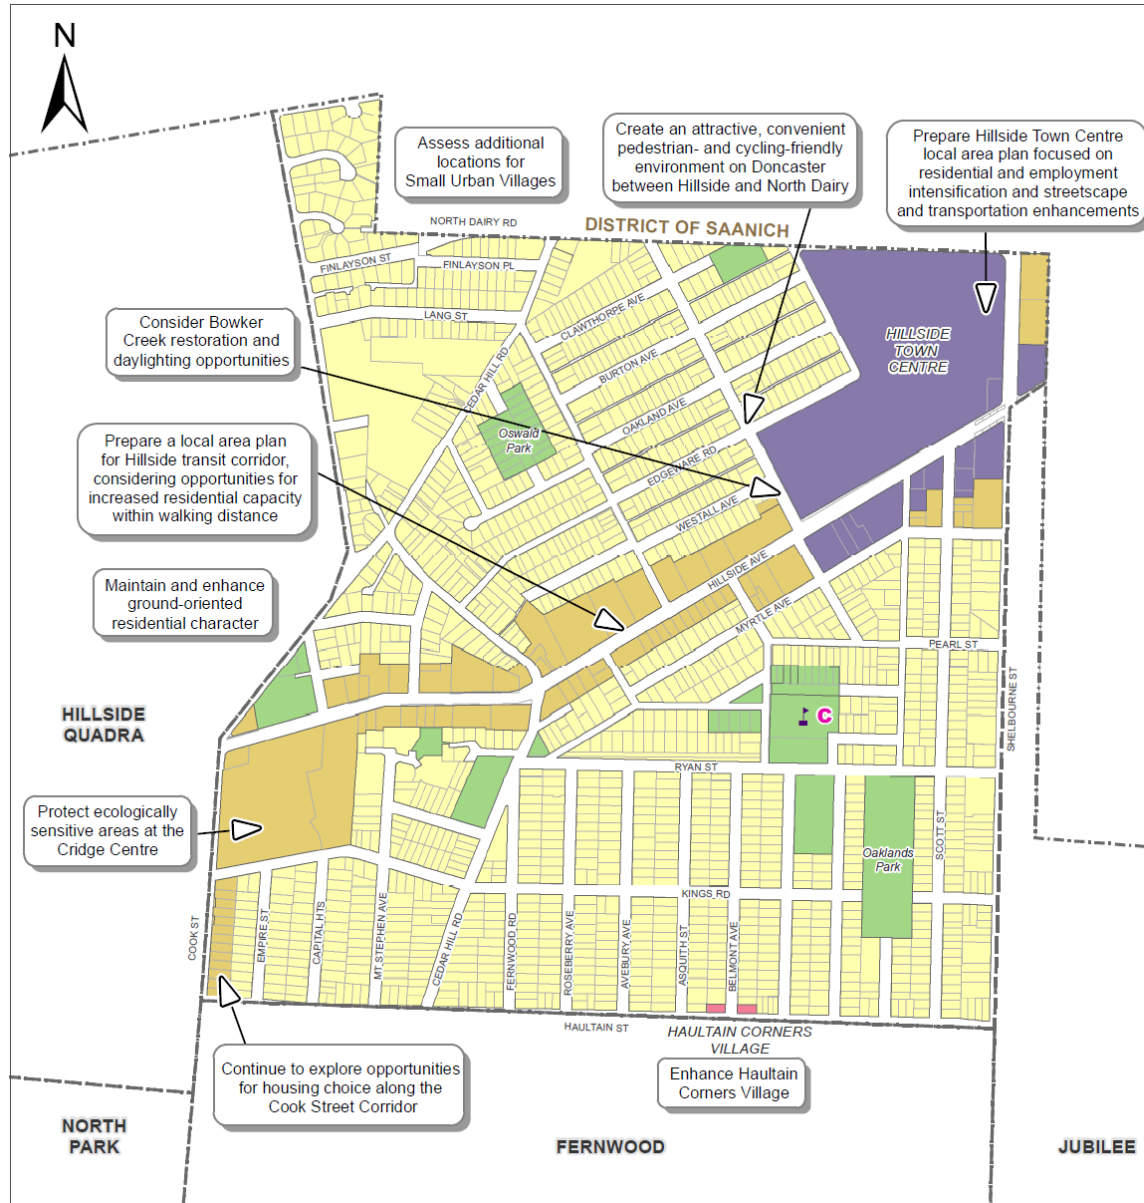 N
Assess additional
locations for
Small Urban Villages
Create an attractive, convenient
pedestrian- and cycling-friendly
environment on Doncaster
between Hillside and North Dairy
Prepare Hillside Town Centre
local area plan focused on
residential and employment
intensification and streetscape
and transportation enhancements
NORTH DAIRY RD
DISTRICT OF SAANICH
FINLAYSON ST
FINLAYSON PL
LANG ST
CLAWTHORPE AVE
Consider Bowker
Creek restoration and
daylighting opportunities
HILLSIDE
TOWN
CENTRE
BURTON AVE
CEDAR HILL RD
OAKLAND AVE
Prepare a local area plan
for Hillside transit corridor,
considering opportunities for
increased residential capacity
within walking distance
Oswald
Park
EDGEWARE RD
WESTALL AVE
Maintain and enhance
ground-oriented
residential character
HILLSIDE AVE
MYRTLE AVE
PEARL ST
SHELBOURNE ST
HILLSIDE
QUADRA
C
RYAN ST
Protect ecologically
sensitive areas at the
Cridge Centre
SCOTT ST
Oaklands
Park
KINGS RD
COOK ST
EMPIRE ST
CAPITAL HTS
MT STEPHEN AVE
CEDAR HILL RD
FERNWOOD RD
ROSEBERRY AVE
AVEBURY AVE
ASQUITH ST
BELMONT AVE
HAULTAIN ST
HAULTAIN CORNERS
VILLAGE
Continue to explore opportunities
for housing choice along the
Cook Street Corridor
Enhance Haultain
Corners Village
NORTH
PARK
FERNWOOD
JUBILEE